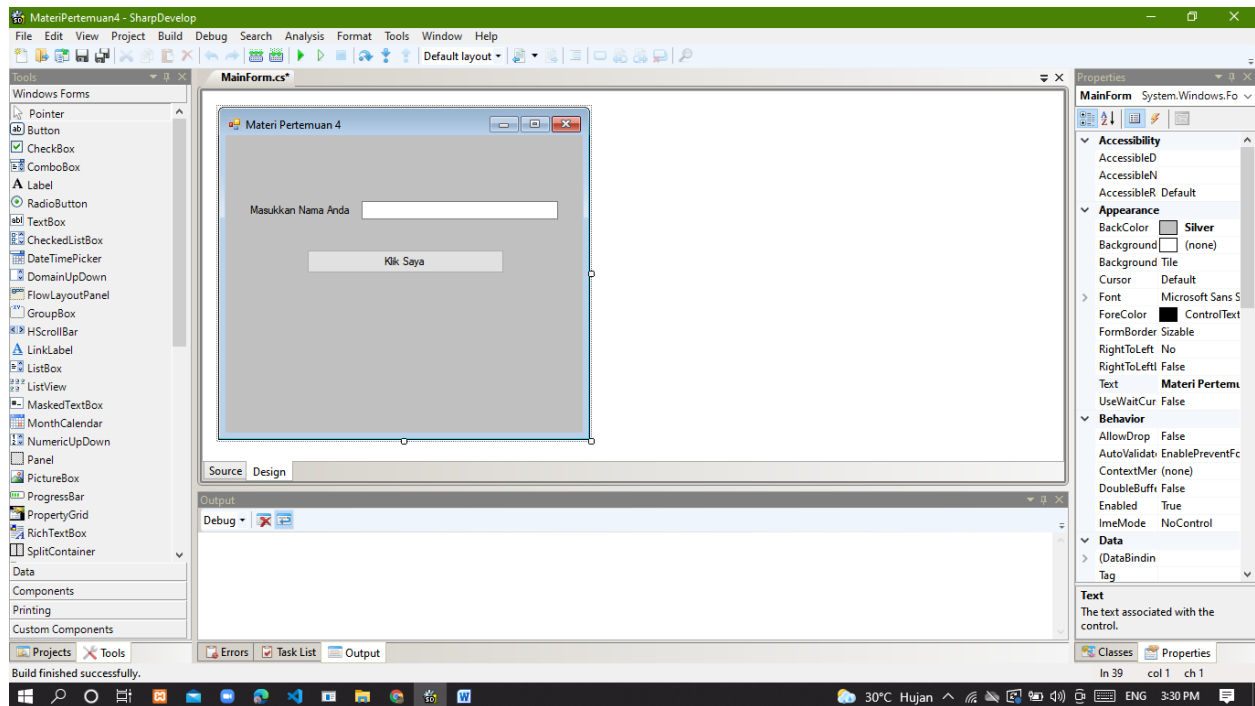 MateriPertemuan4 - SharpDevelop
File Edit View Project Build Debug Search Analysis Format Tools Window Help
Default layout
Tools
Windows Forms
Pointer
Button
CheckBox
ComboBox
A Label
RadioButton
TextBox
CheckedListBox
DateTimePicker
DomainUpDown
FlowLayoutPanel
GroupBox
HScrollBar
A LinkLabel
ListBox
ListView
MaskedTextBox
MonthCalendar
NumericUpDown
Panel
PictureBox
ProgressBar
PropertyGrid
RichTextBox
SplitContainer
Data
Components
Printing
Custom Components
Projects Tools
MainForm.cs*
Materi Pertemuan 4
Masukkan Nama Anda
Klik Saya
Source Design
Output
Debug
Errors Task List Output
Properties
MainForm System.Windows.Fo
Accessibility
AccessibleD
AccessibleN
AccessibleR Default
Appearance
BackColor Silver
Background (none)
Background Tile
Cursor Default
Font Microsoft Sans S
ForeColor ControlText
FormBorder Sizable
RightToLeft No
RightToLeftl False
Text Materi Pertemu
UseWaitCur False
Behavior
AllowDrop False
AutoValidat EnablePreventFc
ContextMer (none)
DoubleBuff False
Enabled True
ImeMode NoControl
Data
(DataBindin
Tag
Text
The text associated with the
control.
Classes Properties
Build finished successfully.
ln 39 col 1 ch 1
30°C Hujan ENG 3:30 PM